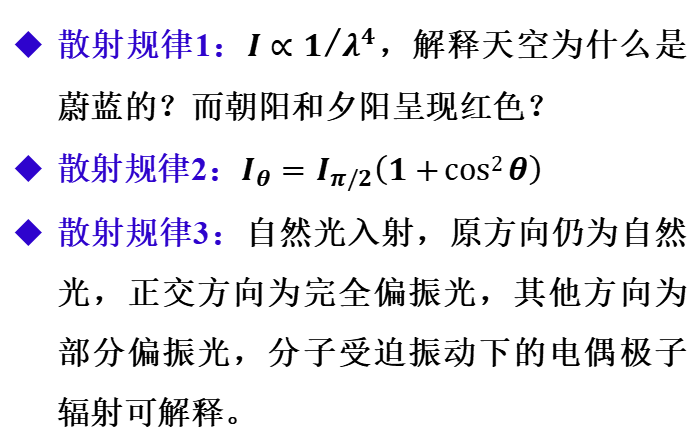 ◆ 散射规律1：I ∝ 1/λ⁴，解释天空为什么是
蔚蓝的？而朝阳和夕阳呈现红色？
◆ 散射规律2：I_θ = I_{π/2}(1 + cos² θ)
◆ 散射规律3：自然光入射，原方向仍为自然
光，正交方向为完全偏振光，其他方向为
部分偏振光，分子受迫振动下的电偶极子
辐射可解释。